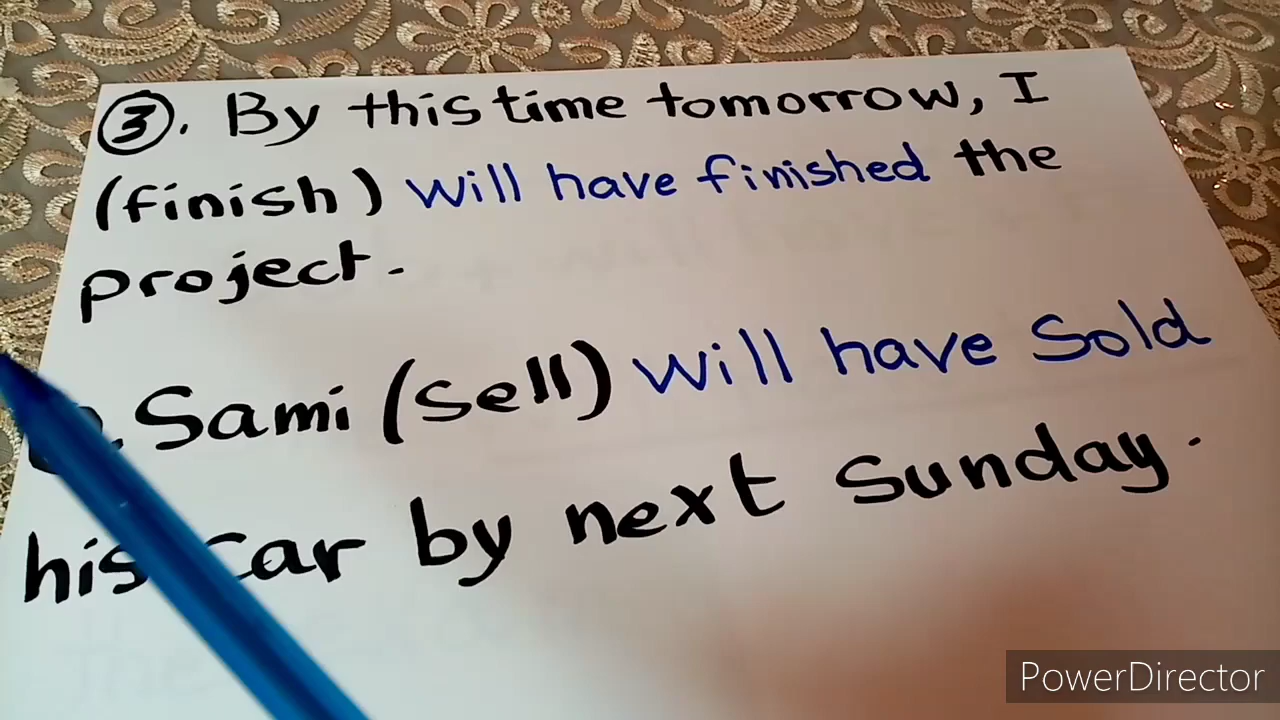 ③. By this time tomorrow, I
(finish) will have finished the
project.
. Sami (sell) will have sold
his car by next Sunday.
PowerDirector